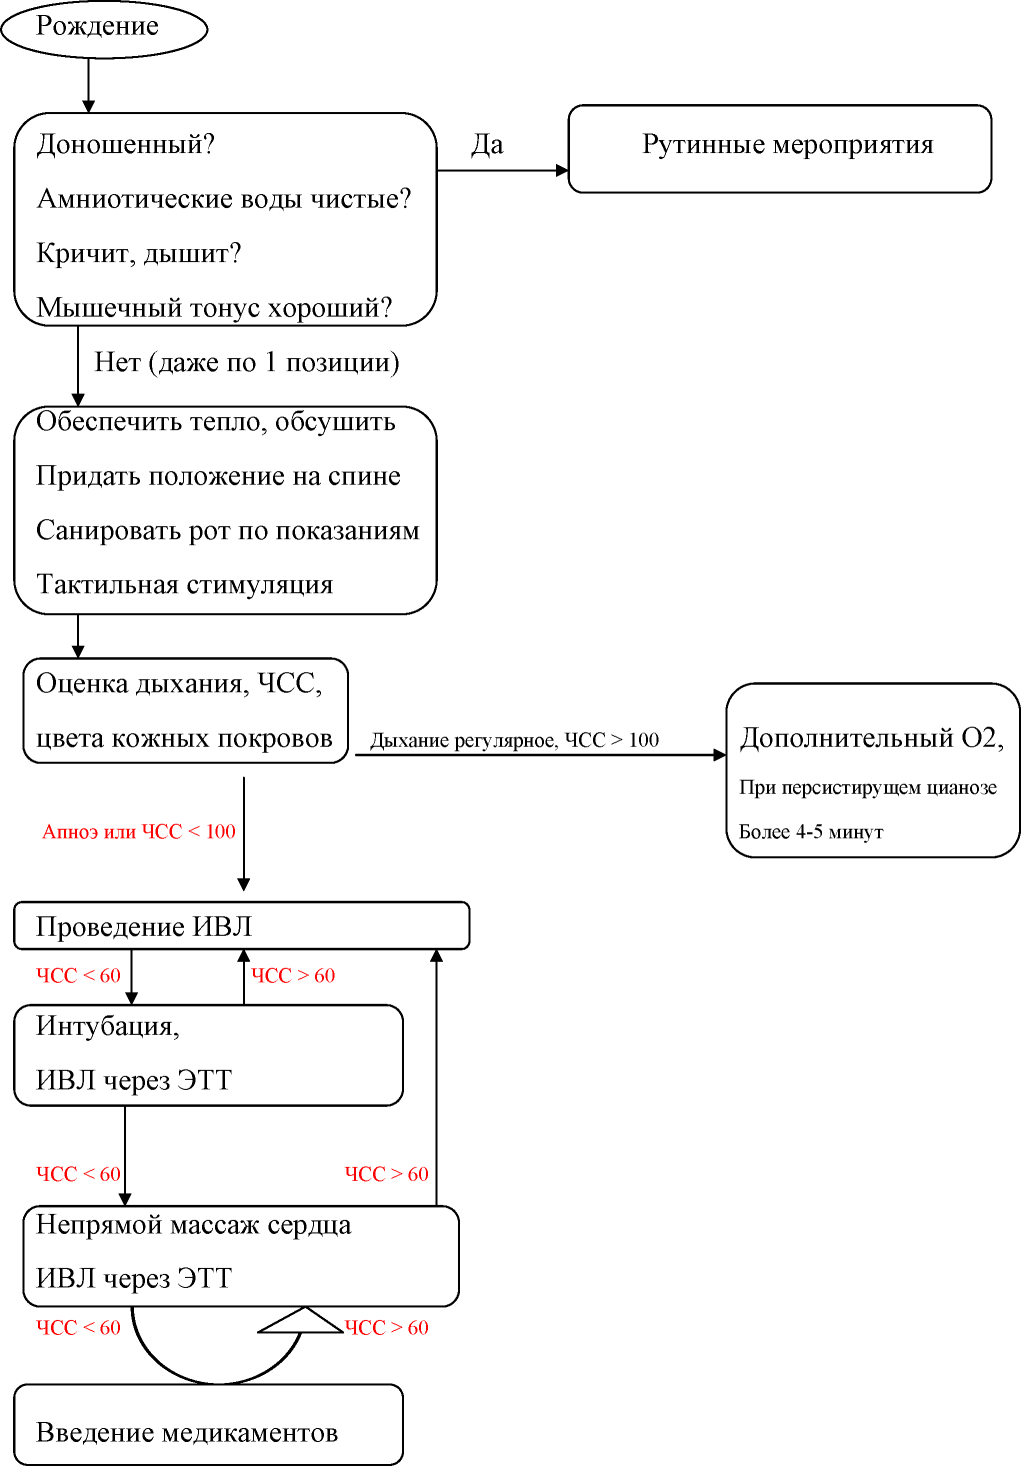 Рождение
Доношенный?
Амниотические воды чистые?
Кричит, дышит?
Мышечный тонус хороший?
Да
Рутинные мероприятия
Нет (даже по 1 позиции)
Обеспечить тепло, обсушить
Придать положение на спине
Санировать рот по показаниям
Тактильная стимуляция
Оценка дыхания, ЧСС,
цвета кожных покровов
Дыхание регулярное, ЧСС > 100
Дополнительный О2,
При персистирущем цианозе
Более 4-5 минут
Апноэ или ЧСС < 100
Проведение ИВЛ
ЧСС < 60
ЧСС > 60
Интубация,
ИВЛ через ЭТТ
ЧСС < 60
ЧСС > 60
Непрямой массаж сердца
ИВЛ через ЭТТ
ЧСС < 60
ЧСС > 60
Введение медикаментов